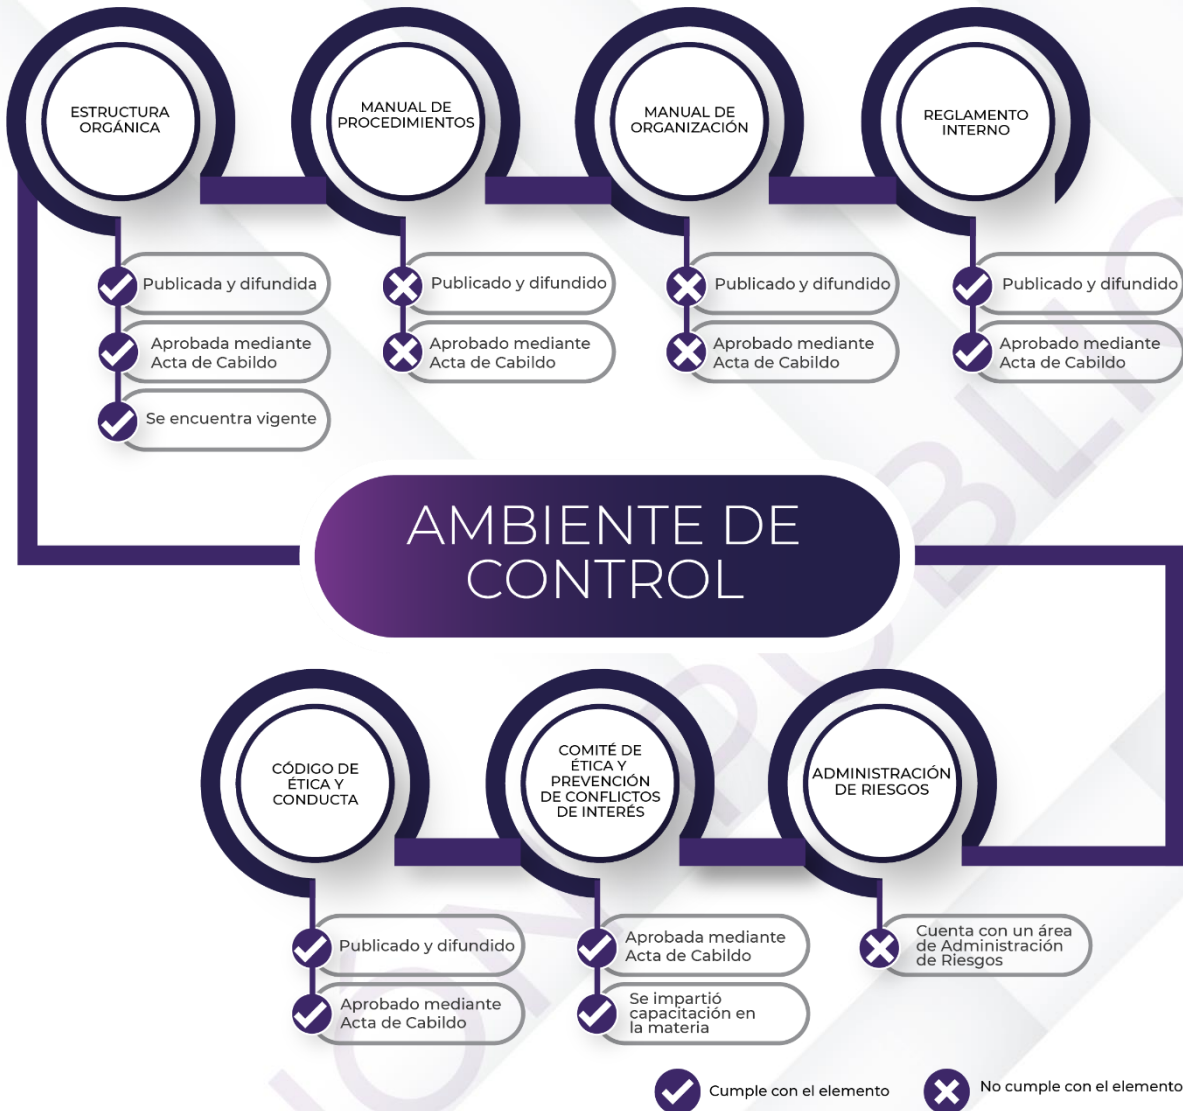 ESTRUCTURA
ORGÁNICA
MANUAL DE
PROCEDIMIENTOS
MANUAL DE
ORGANIZACIÓN
REGLAMENTO
INTERNO
Publicada y difundida
Aprobada mediante
Acta de Cabildo
Se encuentra vigente
Publicado y difundido
Aprobado mediante
Acta de Cabildo
Publicado y difundido
Aprobado mediante
Acta de Cabildo
Publicado y difundido
Aprobado mediante
Acta de Cabildo
AMBIENTE DE
CONTROL
CÓDIGO DE
ÉTICA Y
CONDUCTA
COMITÉ DE
ÉTICA Y
PREVENCIÓN
DE CONFLICTOS
DE INTERÉS
ADMINISTRACIÓN
DE RIESGOS
Publicado y difundido
Aprobado mediante
Acta de Cabildo
Aprobada mediante
Acta de Cabildo
Se impartió
capacitación en
la materia
Cuenta con un área
de Administración
de Riesgos
Cumple con el elemento
No cumple con el elemento